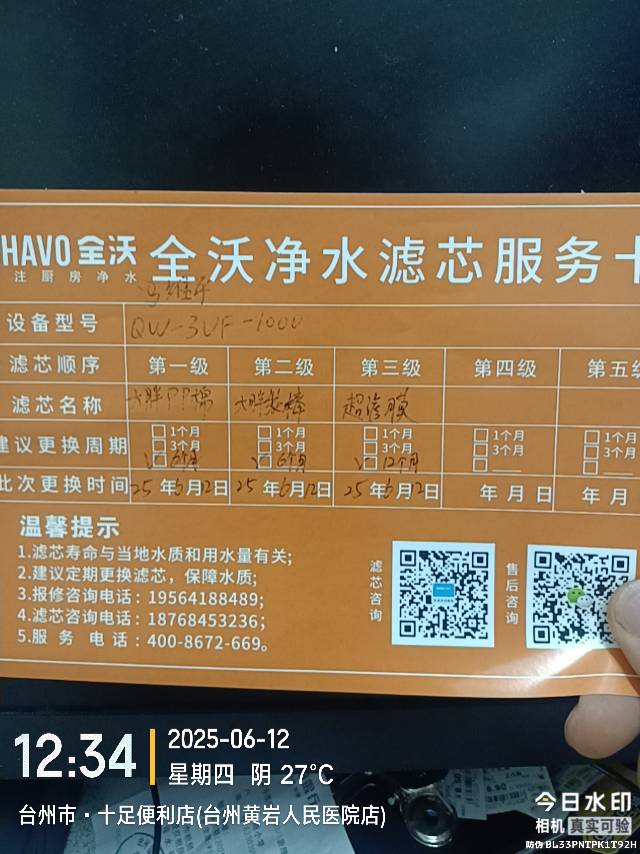 HAVO 全沃
注厨房净水
全沃净水滤芯服务卡
设备型号 QW-3UF-1000
滤芯顺序 第一级 第二级 第三级 第四级 第五级
滤芯名称 大胖PP棉 大胖炭棒 超滤膜
建议更换周期 1个月 1个月 1个月 1个月 1个月
3个月 3个月 3个月 3个月 3个月
6个月 6个月 12个月
此次更换时间 25年6月12日 25年6月12日 25年6月12日 年 月 日 年 月
温馨提示
1.滤芯寿命与当地水质和用水量有关;
2.建议定期更换滤芯，保障水质;
3.报修咨询电话：19564188489;
4.滤芯咨询电话：18768453236;
5.服务电话：400-8672-669。
滤芯咨询
售后咨询
12:34
2025-06-12
星期四 阴 27℃
台州市·十足便利店(台州黄岩人民医院店)
今日水印
相机 真实可验
防伪 BL33PNTPK1T92H